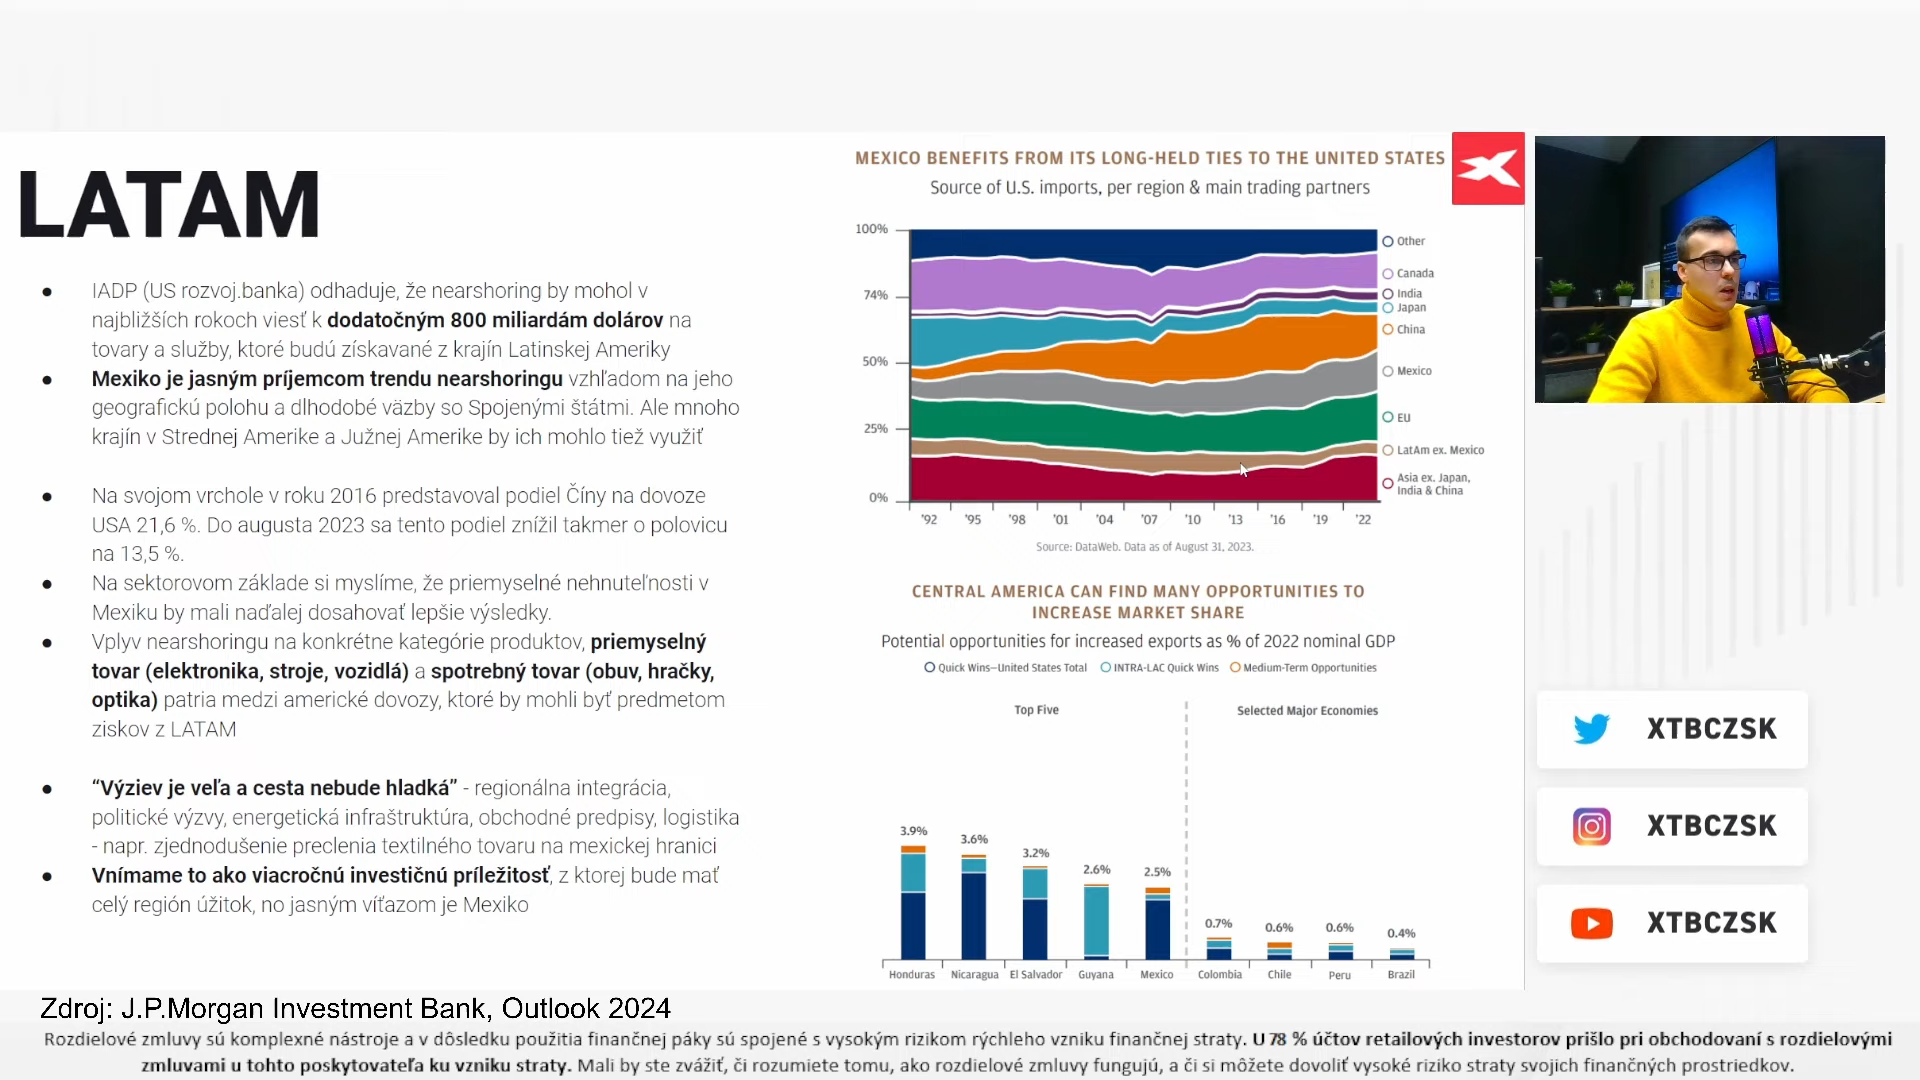 LATAM
IADP (US rozvoj.banka) odhaduje, že nearshoring by mohol v
najbližších rokoch viesť k dodatočným 800 miliardám dolárov na
tovary a služby, ktoré budú získavané z krajín Latinskej Ameriky
Mexiko je jasným príjemcom trendu nearshoringu vzhľadom na jeho
geografickú polohu a dlhodobé väzby so Spojenými štátmi. Ale mnoho
krajín v Strednej Amerike a Južnej Amerike by ich mohlo tiež využiť
Na svojom vrchole v roku 2016 predstavoval podiel Číny na dovoze
USA 21,6 %. Do augusta 2023 sa tento podiel znížil takmer o polovicu
na 13,5 %.
Na sektorovom základe si myslíme, že priemyselné nehnuteľnosti v
Mexiku by mali naďalej dosahovať lepšie výsledky.
Vplyv nearshoringu na konkrétne kategórie produktov, priemyselný
tovar (elektronika, stroje, vozidlá) a spotrebný tovar (obuv, hračky,
optika) patria medzi americké dovozy, ktoré by mohli byť predmetom
ziskov z LATAM
“Výziev je veľa a cesta nebude hladká” - regionálna integrácia,
politické výzvy, energetická infraštruktúra, obchodné predpisy, logistika
- napr. zjednodušenie preclenia textilného tovaru na mexickej hranici
Vnímame to ako viacročnú investičnú príležitosť, z ktorej bude mať
celý región úžitok, no jasným víťazom je Mexiko
MEXICO BENEFITS FROM ITS LONG-HELD TIES TO THE UNITED STATES
Source of U.S. imports, per region & main trading partners
100%
74%
50%
25%
0%
Other
Canada
India
Japan
China
Mexico
EU
LatAm ex. Mexico
Asia ex. Japan,
India & China
'92 '95 '98 '01 '04 '07 '10 '13 '16 '19 '22
Source: DataWeb. Data as of August 31, 2023.
CENTRAL AMERICA CAN FIND MANY OPPORTUNITIES TO
INCREASE MARKET SHARE
Potential opportunities for increased exports as % of 2022 nominal GDP
Quick Wins—United States Total INTRA-LAC Quick Wins Medium-Term Opportunities
Top Five Selected Major Economies
3.9% 3.6% 3.2% 2.6% 2.5% 0.7% 0.6% 0.6% 0.4%
Honduras Nicaragua El Salvador Guyana Mexico Colombia Chile Peru Brazil
XTBCZSK
XTBCZSK
XTBCZSK
Zdroj: J.P.Morgan Investment Bank, Outlook 2024
Rozdielové zmluvy sú komplexné nástroje a v dôsledku použitia finančnej páky sú spojené s vysokým rizikom rýchleho vzniku finančnej straty. U 78 % účtov retailových investorov prišlo pri obchodovaní s rozdielovými
zmluvami u tohto poskytovateľa ku vzniku straty. Mali by ste zvážiť, či rozumiete tomu, ako rozdielové zmluvy fungujú, a či si môžete dovoliť vysoké riziko straty svojich finančných prostriedkov.